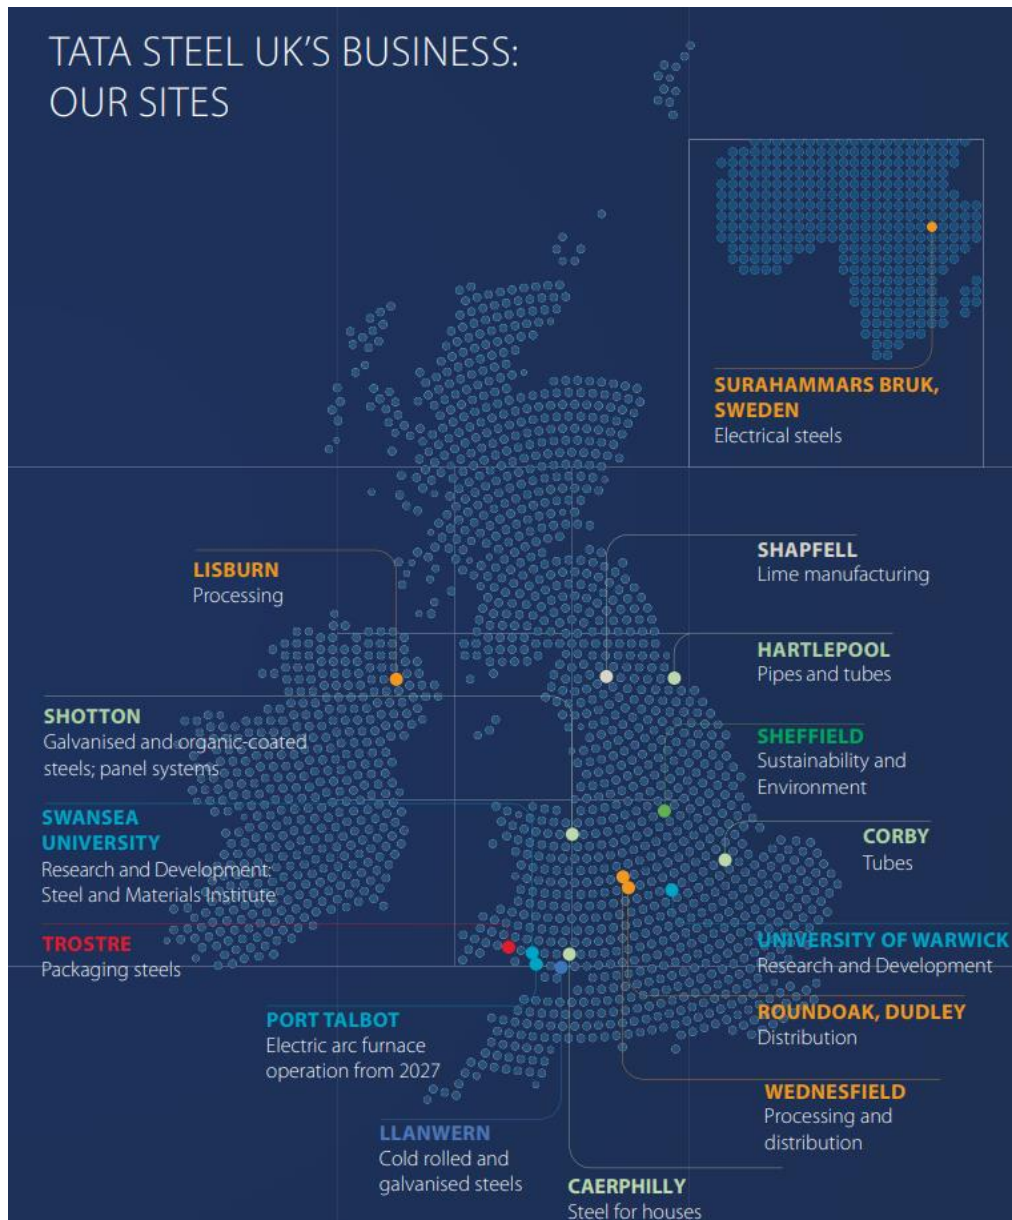 TATA STEEL UK'S BUSINESS:
OUR SITES
SURAHAMMARS BRUK,
SWEDEN
Electrical steels
LISBURN
Processing
SHAPFELL
Lime manufacturing
HARTLEPOOL
Pipes and tubes
SHOTTON
Galvanised and organic-coated
steels; panel systems
SHEFFIELD
Sustainability and
Environment
SWANSEA
UNIVERSITY
Research and Development:
Steel and Materials Institute
CORBY
Tubes
TROSTRE
Packaging steels
UNIVERSITY OF WARWICK
Research and Development
PORT TALBOT
Electric arc furnace
operation from 2027
ROUNDOAK, DUDLEY
Distribution
WEDNESFIELD
Processing and
distribution
LLANWERN
Cold rolled and
galvanised steels
CAERPHILLY
Steel for houses